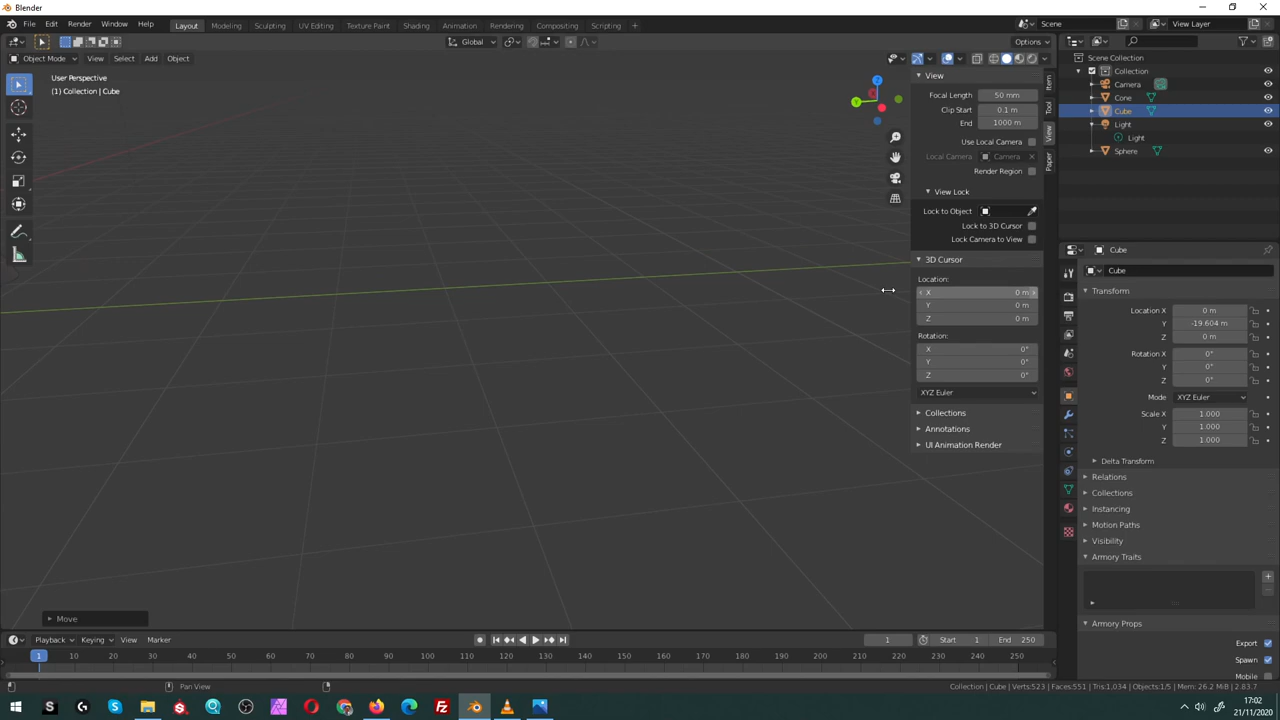 Blender
File Edit Render Window Help Layout Modeling Sculpting UV Editing Texture Paint Shading Animation Rendering Compositing Scripting + Scene View Layer
Global Options
Object Mode View Select Add Object
User Perspective
(1) Collection | Cube
Z
Y
View
Focal Length 50 mm
Clip Start 0.1 m
End 1000 m
Use Local Camera
Local Camera Camera
Render Region
View Lock
Lock to Object
Lock to 3D Cursor
Lock Camera to View
3D Cursor
Location:
X 0 m
Y 0 m
Z 0 m
Rotation:
X 0°
Y 0°
Z 0°
XYZ Euler
Collections
Annotations
UI Animation Render
Item
Tool
View
Paper
Scene Collection
Collection
Camera
Cone
Cube
Light
Light
Sphere
Cube
Cube
Transform
Location X 0 m
Y -19.604 m
Z 0 m
Rotation X 0°
Y 0°
Z 0°
Mode XYZ Euler
Scale X 1.000
Y 1.000
Z 1.000
Delta Transform
Relations
Collections
Instancing
Motion Paths
Visibility
Armory Traits
Armory Props
Export
Spawn
Mobile
Move
Playback Keying View Marker 1 Start 1 End 250
1 10 20 30 40 50 60 70 80 90 100 110 120 130 140 150 160 170 180 190 200 210 220 230 240 250
Pan View Collection | Cube | Verts:523 | Faces:551 | Tris:1,034 | Objects:1/5 | Mem: 26.2 MiB | 2.83.7
17:02
21/11/2020